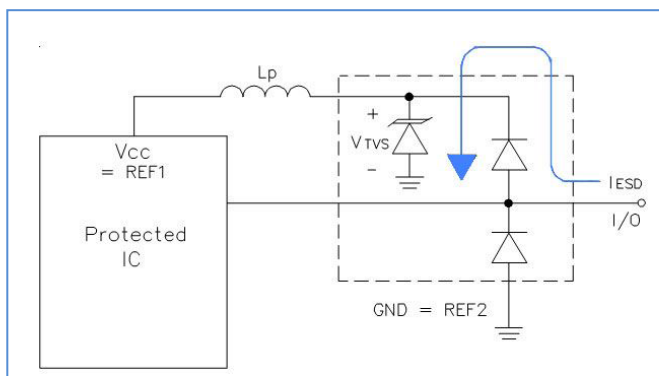 Lp
+
VTVS
-
Vcc
= REF1
Protected
IC
IESD
I/O
GND = REF2